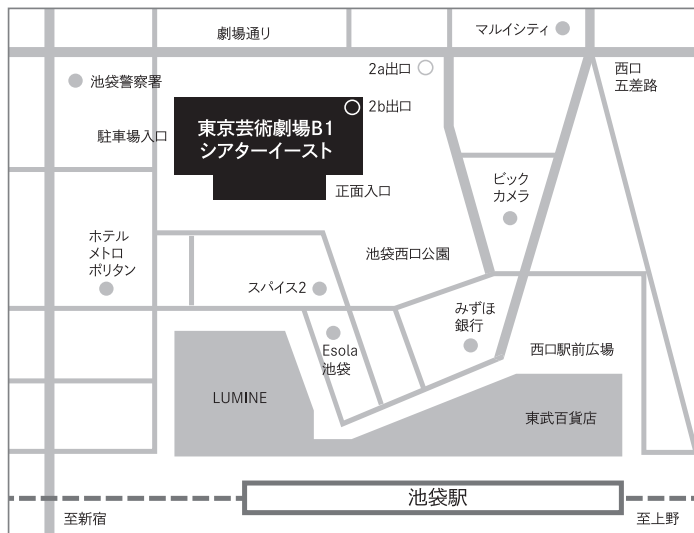 劇場通り
マルイシティ
2a出口
西口
五差路
池袋警察署
2b出口
東京芸術劇場B1
シアターイースト
駐車場入口
正面入口
ビック
カメラ
ホテル
メトロ
ポリタン
池袋西口公園
スパイス2
みずほ
銀行
Esola
池袋
西口駅前広場
LUMINE
東武百貨店
池袋駅
至新宿
至上野